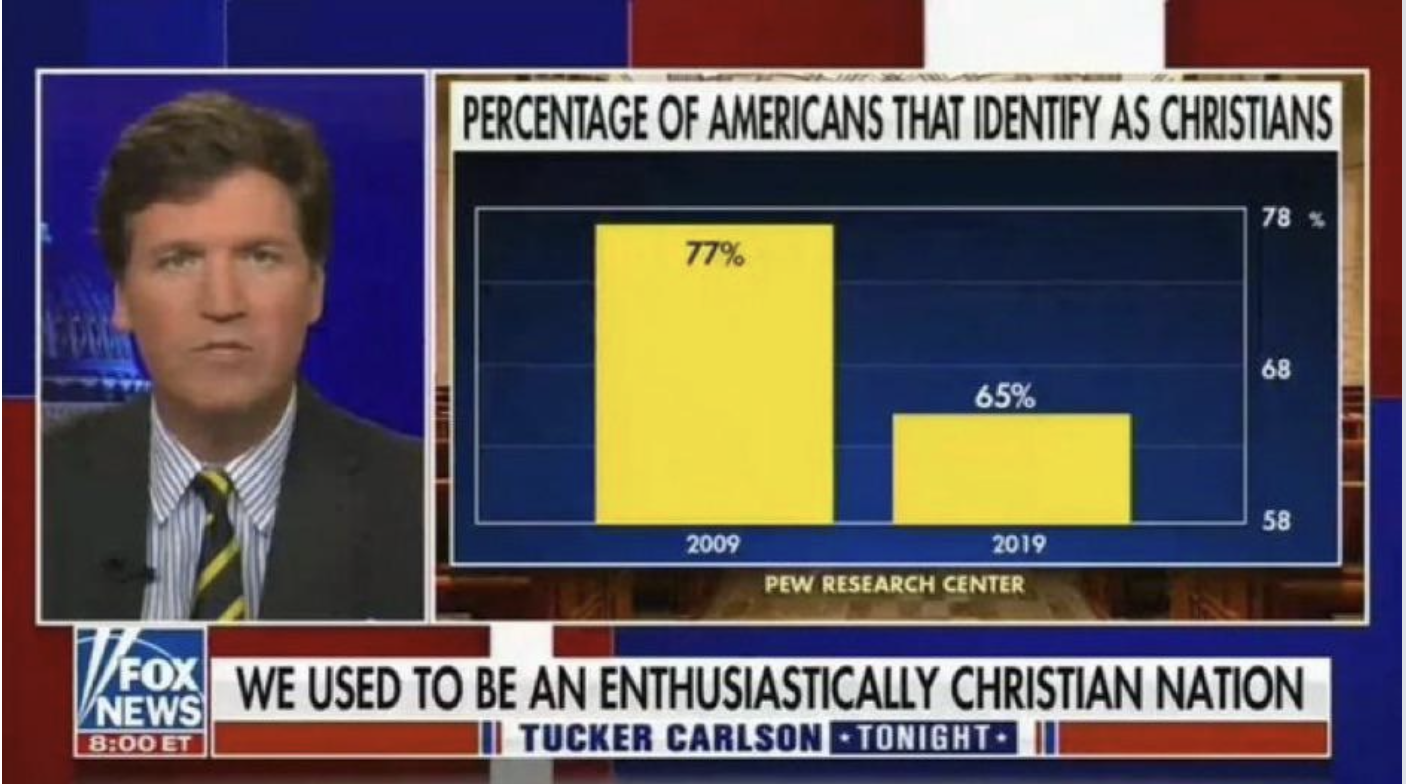 PERCENTAGE OF AMERICANS THAT IDENTIFY AS CHRISTIANS
78 %
77%
68
65%
58
2009 2019
PEW RESEARCH CENTER
FOX
NEWS
8:00 ET
WE USED TO BE AN ENTHUSIASTICALLY CHRISTIAN NATION
TUCKER CARLSON TONIGHT